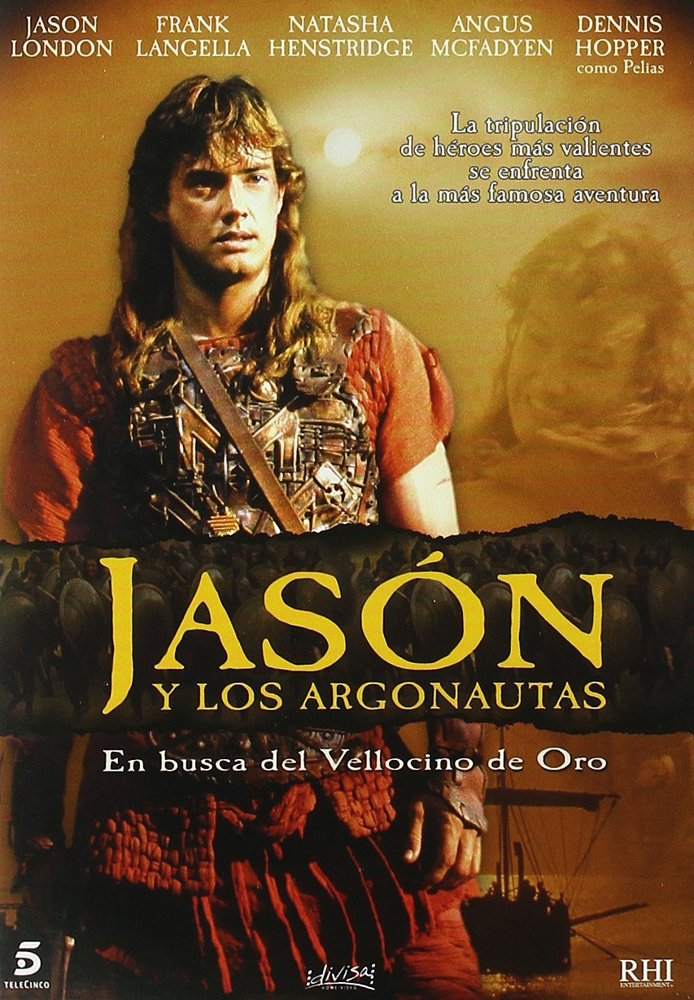 JASON LONDON
FRANK LANGELLA
NATASHA HENSTRIDGE
ANGUS MCFADYEN
DENNIS HOPPER
como Pelias
La tripulación
de héroes más valientes
se enfrenta
a la más famosa aventura
JASÓN
Y LOS ARGONAUTAS
En busca del Vellocino de Oro
5
TELECINCO
divisa
HOME VIDEO
RHI
ENTERTAINMENT